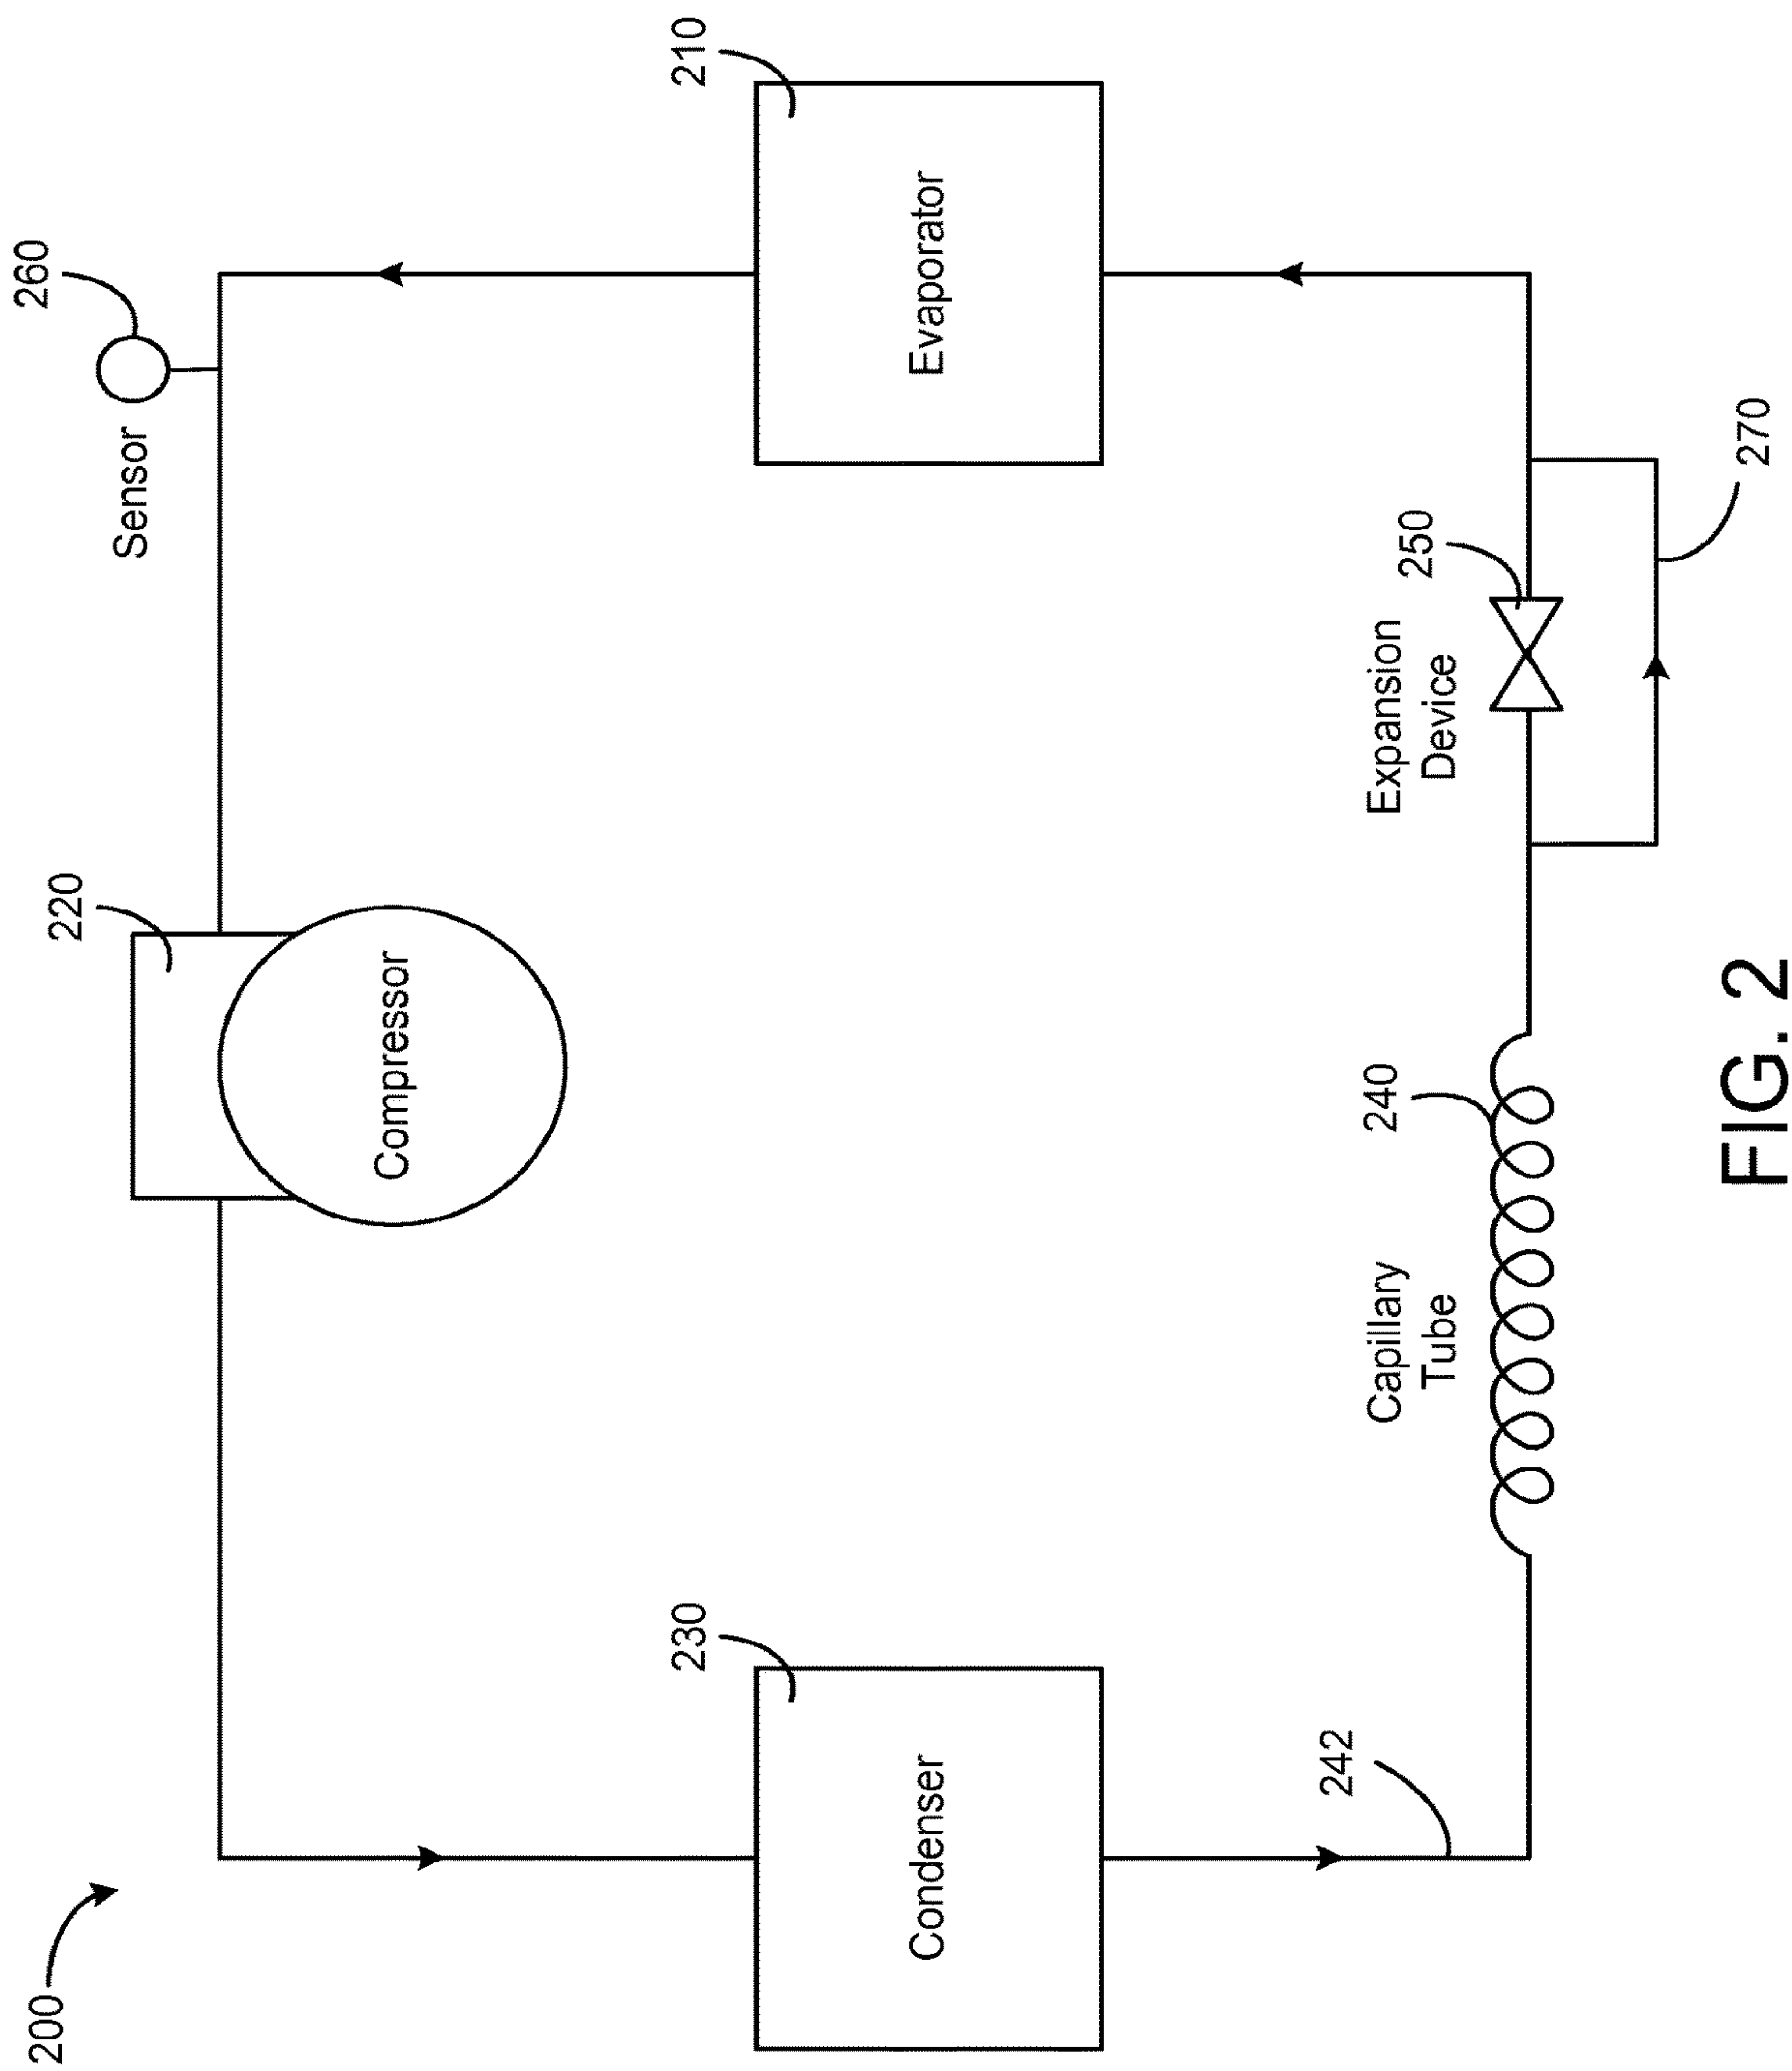 200
220
Sensor
260
Compressor
230
Condenser
210
Evaporator
242
Capillary
Tube
240
Expansion
Device
250
270
FIG. 2